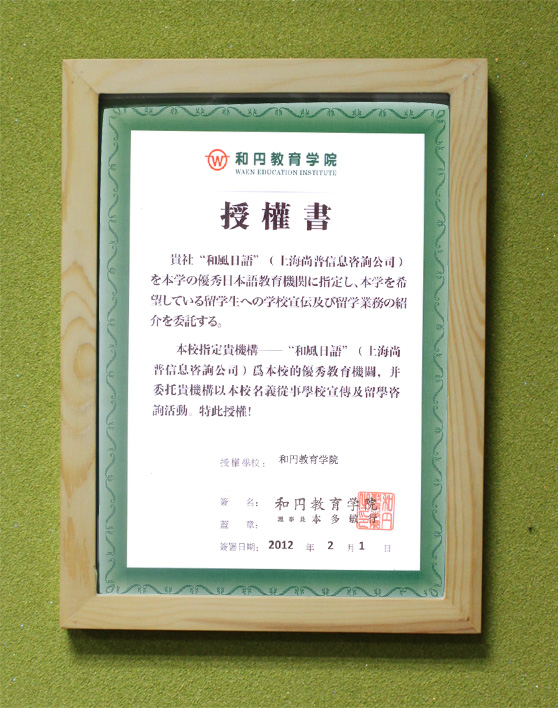 和円教育学院
WAEN EDUCATION INSTITUTE
授權書
貴社“和風日語”（上海尚普信息咨詢公司）
を本学の優秀日本語教育機関に指定し、本学を希
望している留学生への学校宣伝及び留学業務の紹
介を委託する。
本校指定貴機構——“和風日語”（上海尚
普信息咨詢公司）爲本校的優秀教育機關，并
委托貴機構以本校名義從事學校宣傳及留學咨
詢活動。特此授權!
授權學校： 和円教育学院
簽 名： 和円教育学院
蓋 章： 理事長 本多敏行
簽署日期： 2012 年 2 月 1 日